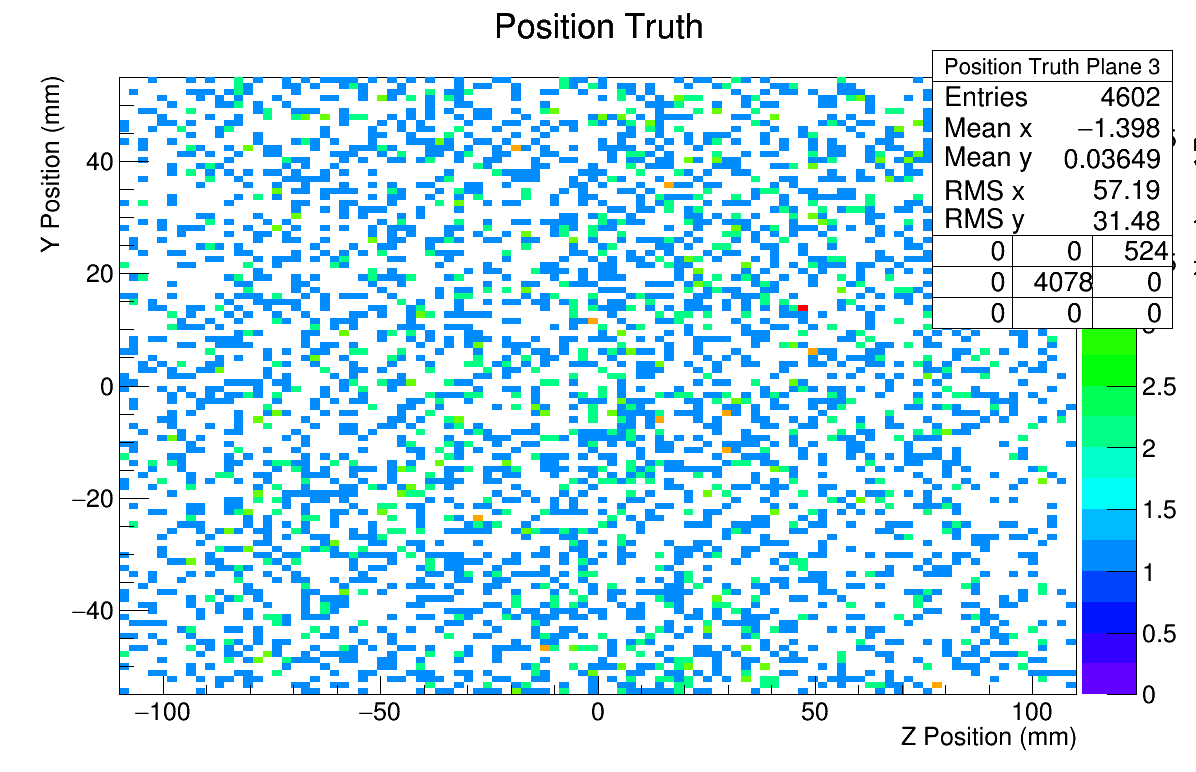 Position Truth
Y Position (mm)
Position Truth Plane 3
Entries 4602
Mean x −1.398
Mean y 0.03649
RMS x 57.19
RMS y 31.48
0 0 524
0 4078 0
0 0 0
40
20
0
−20
−40
2.5
2
1.5
1
0.5
0
−100 −50 0 50 100
Z Position (mm)